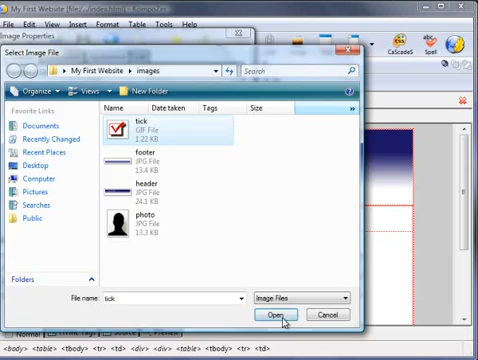 My First Website
File Edit View Insert Format Table Tools Help
Image Properties
Select Image File
My First Website images
Search
CaScadeS
Spell
Organize Views New Folder
Favorite Links
Documents
Recently Changed
Recent Places
Desktop
Computer
Pictures
Searches
Public
Folders
Name Date taken Tags Size
tick
GIF File
1.22 KB
footer
JPG File
13.4 KB
header
JPG File
24.1 KB
photo
JPG File
13.3 KB
File name: tick
Image Files
Open
Cancel
Normal HTML Tags Source Preview
<body> <table> <tbody> <tr> <td> <div> <div> <table> <tbody> <tr> <td>